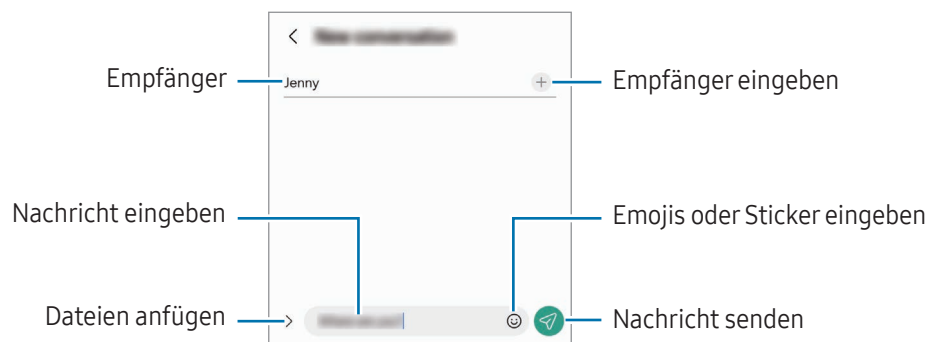 Empfänger
Jenny
Empfänger eingeben
Nachricht eingeben
Emojis oder Sticker eingeben
Dateien anfügen
Nachricht senden